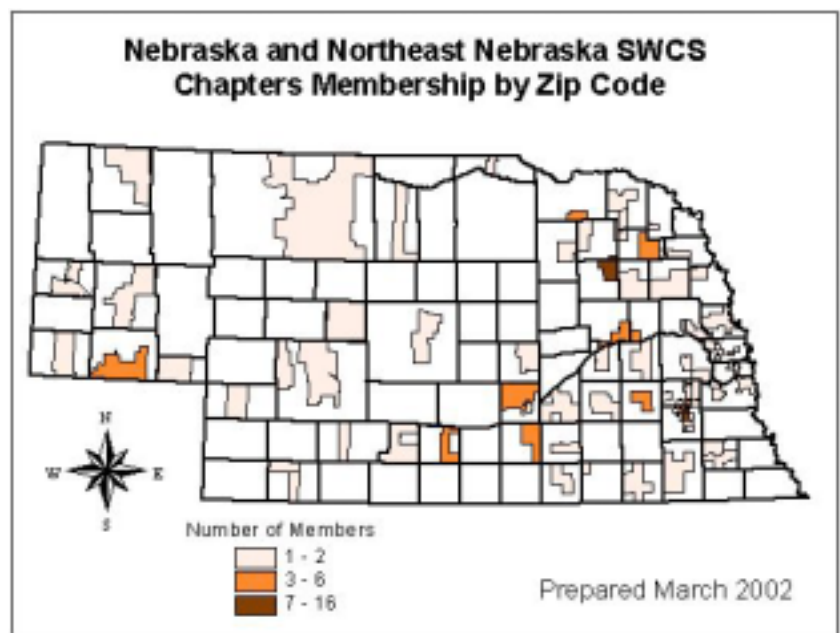 Nebraska and Northeast Nebraska SWCS
Chapters Membership by Zip Code
N
W E
S
Number of Members
1 - 2
3 - 6
7 - 16
Prepared March 2002